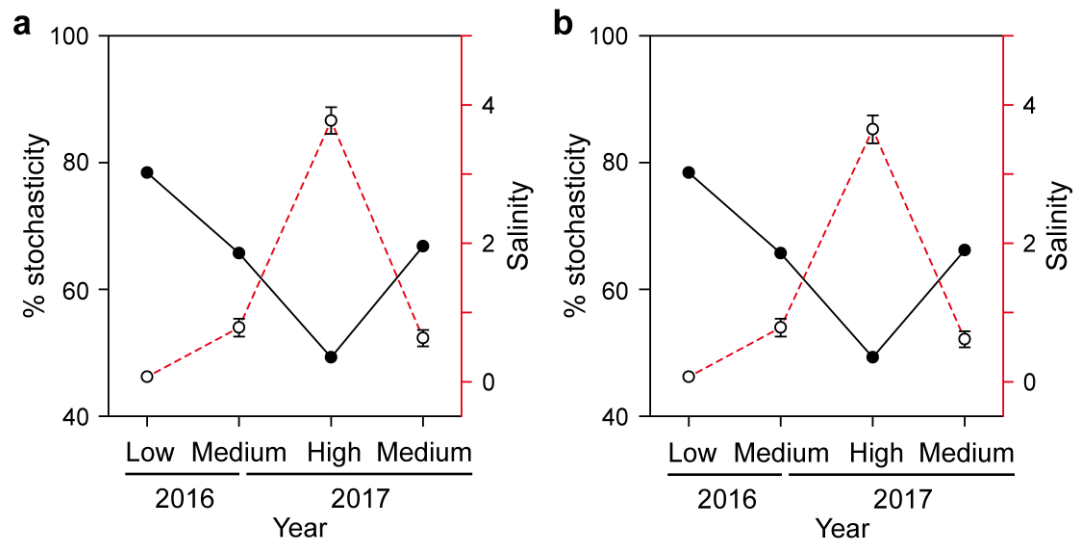 a
100
80
60
40
% stochasticity
4
2
0
Salinity
Low Medium High Medium
2016 2017
Year
b
100
80
60
40
% stochasticity
4
2
0
Salinity
Low Medium High Medium
2016 2017
Year